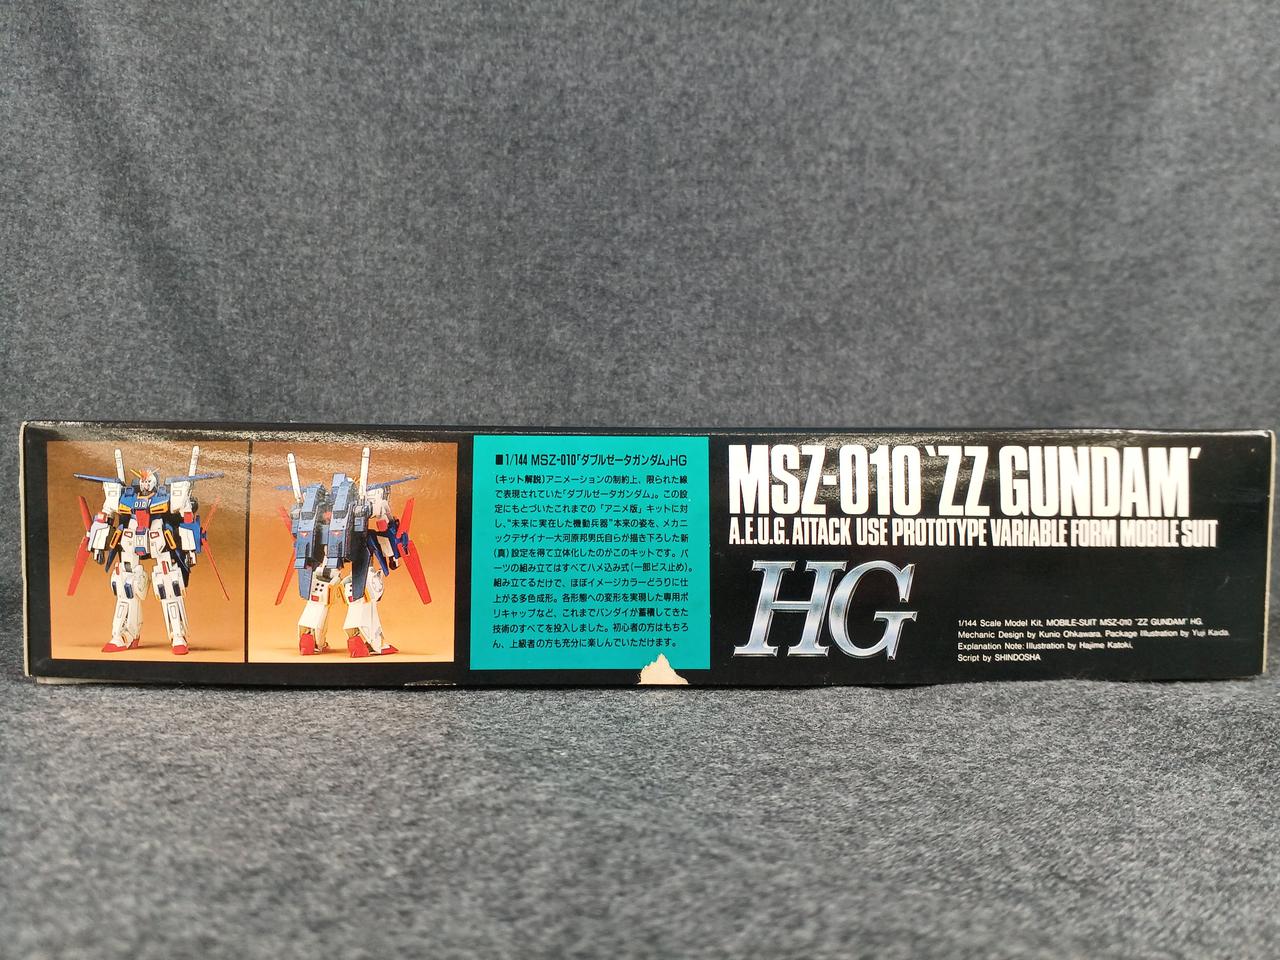 010
■1/144 MSZ-010「ダブルゼータガンダム」HG
(キット解説)アニメーションの制約上、限られた線
で表現されていた「ダブルゼータガンダム」。この設
定にもとづいたこれまでの「アニメ版」キットに対
し、"未来に実在した機動兵器"本来の姿を、メカニ
ックデザイナー大河原邦男氏自らが描き下ろした新
(真)設定を得て立体化したのがこのキットです。パ
ーツの組み立てはすべてハメ込み式(一部ビス止め)。
組み立てるだけで、ほぼイメージカラーどうりに仕
上がる多色成形。各形態への変形を実現した専用ポ
リキャップなど、これまでバンダイが蓄積してきた
技術のすべてを投入しました。初心者の方はもちろ
ん、上級者の方も充分に楽しんでいただけます。
MSZ-010 'ZZ GUNDAM'
A.E.U.G. ATTACK USE PROTOTYPE VARIABLE FORM MOBILE SUIT
HG
1/144 Scale Model Kit, MOBILE-SUIT MSZ-010 'ZZ GUNDAM' HG.
Mechanic Design by Kunio Ohkawara. Package Illustration by Yuji Kaida.
Explanation Note: Illustration by Hajime Katoki,
Script by SHINDOSHA